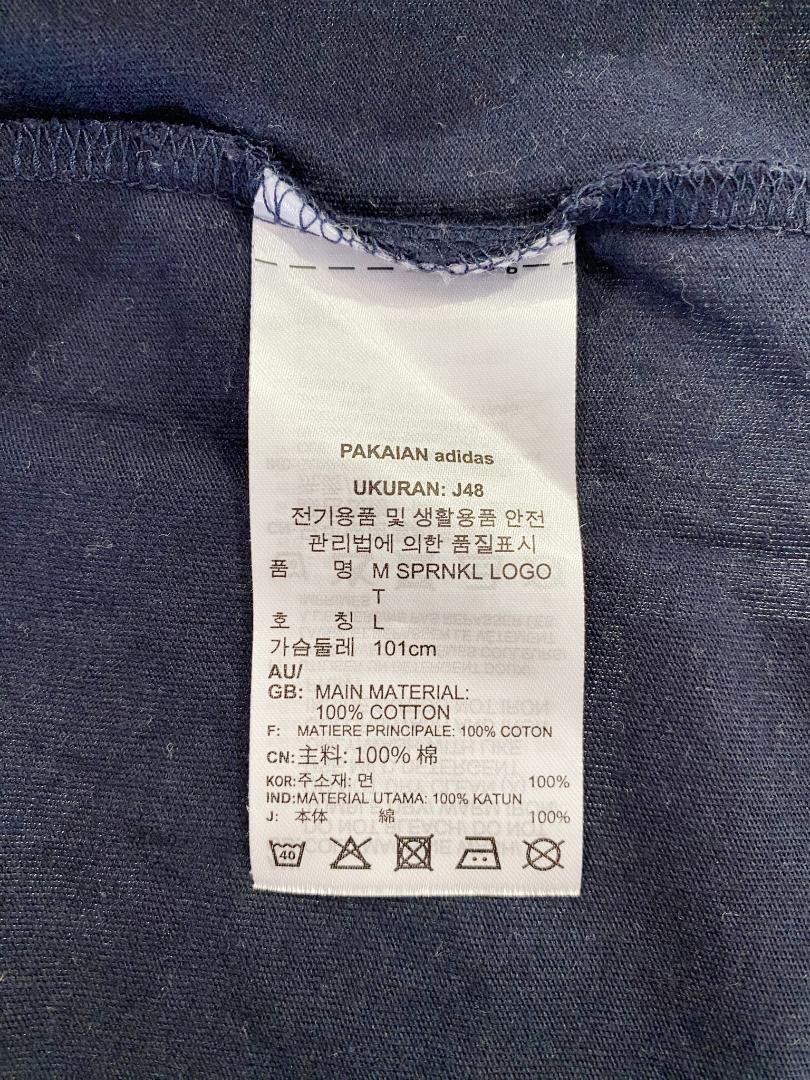 PAKAIAN adidas
UKURAN: J48
전기용품 및 생활용품 안전
관리법에 의한 품질표시
품 명 M SPRNKL LOGO
T
호 칭 L
가슴둘레 101cm
AU/
GB: MAIN MATERIAL:
100% COTTON
F: MATIERE PRINCIPALE: 100% COTON
CN:主料: 100% 棉
KOR:주소재: 면 100%
IND:MATERIAL UTAMA: 100% KATUN
J: 本体 綿 100%
40